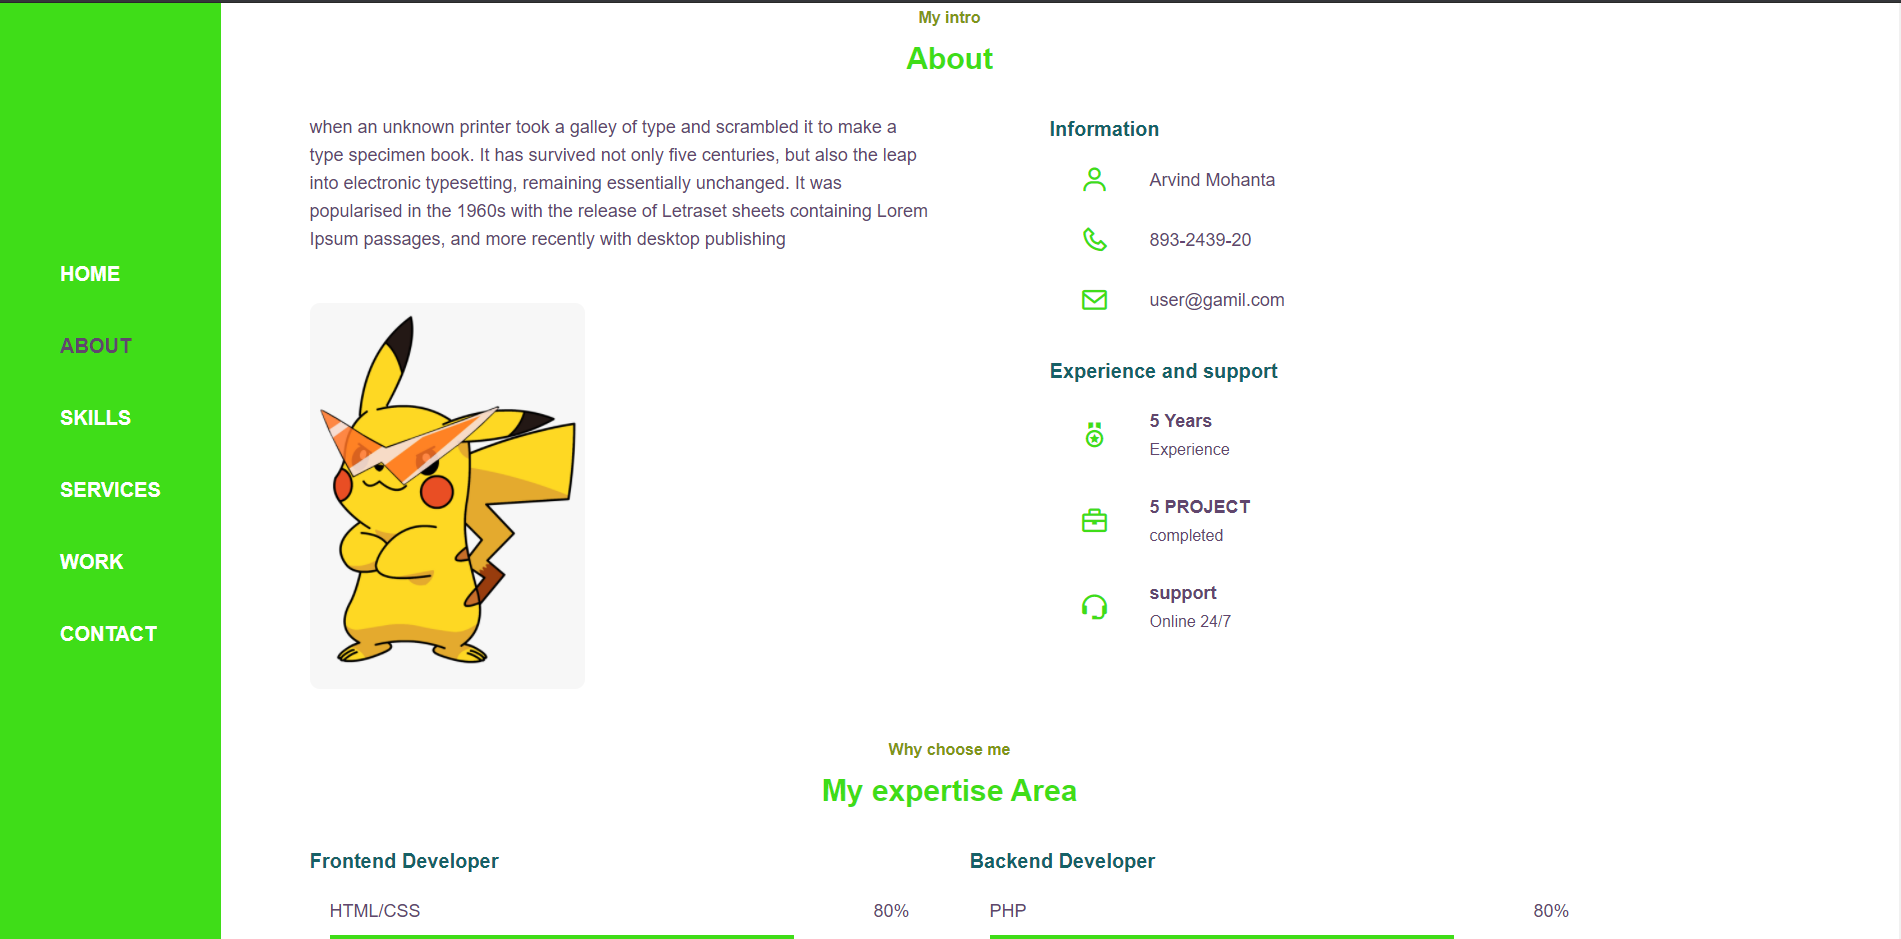 My intro
About
HOME
ABOUT
SKILLS
SERVICES
WORK
CONTACT
when an unknown printer took a galley of type and scrambled it to make a
type specimen book. It has survived not only five centuries, but also the leap
into electronic typesetting, remaining essentially unchanged. It was
popularised in the 1960s with the release of Letraset sheets containing Lorem
Ipsum passages, and more recently with desktop publishing
Information
Arvind Mohanta
893-2439-20
user@gamil.com
Experience and support
5 Years
Experience
5 PROJECT
completed
support
Online 24/7
Why choose me
My expertise Area
Frontend Developer
HTML/CSS 80%
Backend Developer
PHP 80%